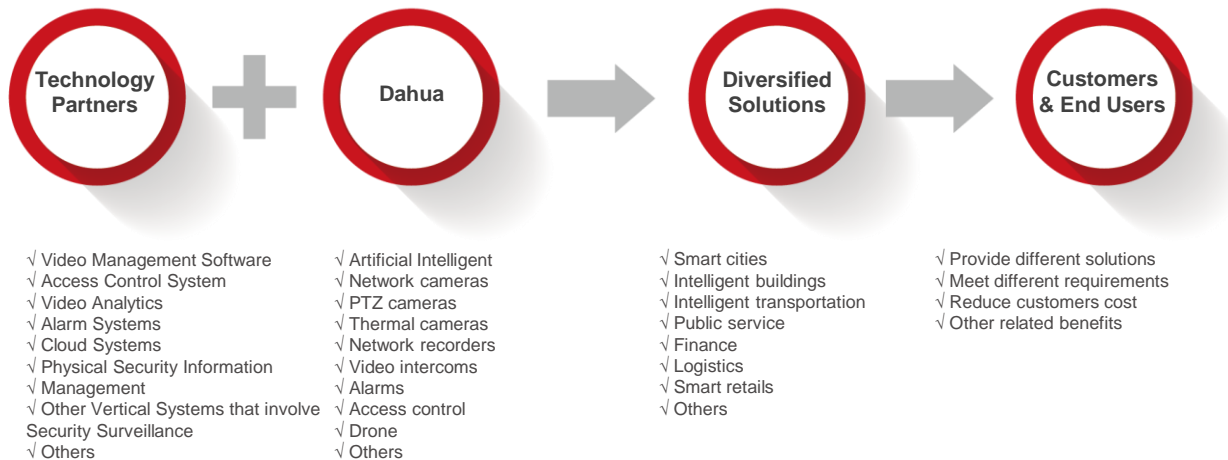 Technology
Partners
Dahua
Diversified
Solutions
Customers
& End Users
√ Video Management Software
√ Access Control System
√ Video Analytics
√ Alarm Systems
√ Cloud Systems
√ Physical Security Information
√ Management
√ Other Vertical Systems that involve
Security Surveillance
√ Others
√ Artificial Intelligent
√ Network cameras
√ PTZ cameras
√ Thermal cameras
√ Network recorders
√ Video intercoms
√ Alarms
√ Access control
√ Drone
√ Others
√ Smart cities
√ Intelligent buildings
√ Intelligent transportation
√ Public service
√ Finance
√ Logistics
√ Smart retails
√ Others
√ Provide different solutions
√ Meet different requirements
√ Reduce customers cost
√ Other related benefits